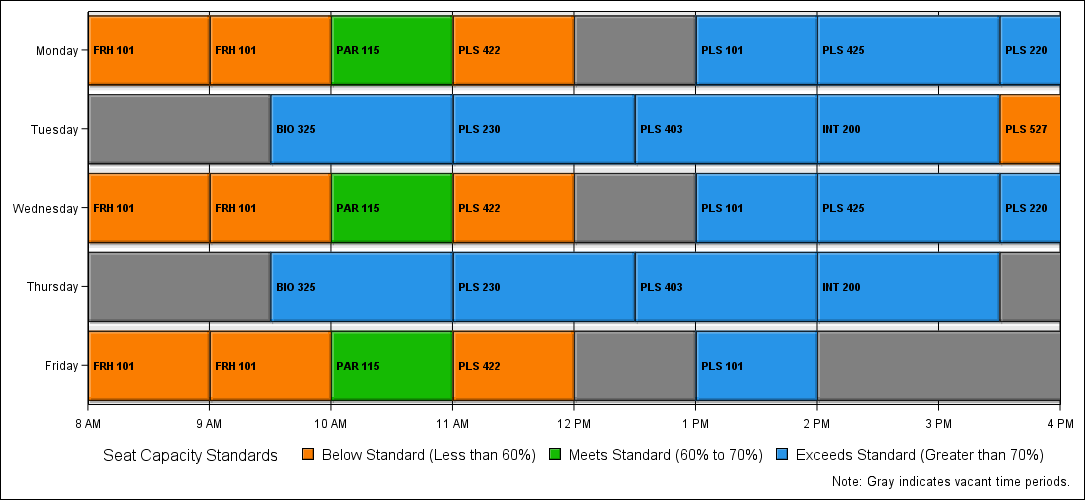 Monday FRH 101 FRH 101 PAR 115 PLS 422 PLS 101 PLS 425 PLS 220
Tuesday BIO 325 PLS 230 PLS 403 INT 200 PLS 527
Wednesday FRH 101 FRH 101 PAR 115 PLS 422 PLS 101 PLS 425 PLS 220
Thursday BIO 325 PLS 230 PLS 403 INT 200
Friday FRH 101 FRH 101 PAR 115 PLS 422 PLS 101
8 AM 9 AM 10 AM 11 AM 12 PM 1 PM 2 PM 3 PM 4 PM
Seat Capacity Standards Below Standard (Less than 60%) Meets Standard (60% to 70%) Exceeds Standard (Greater than 70%)
Note: Gray indicates vacant time periods.